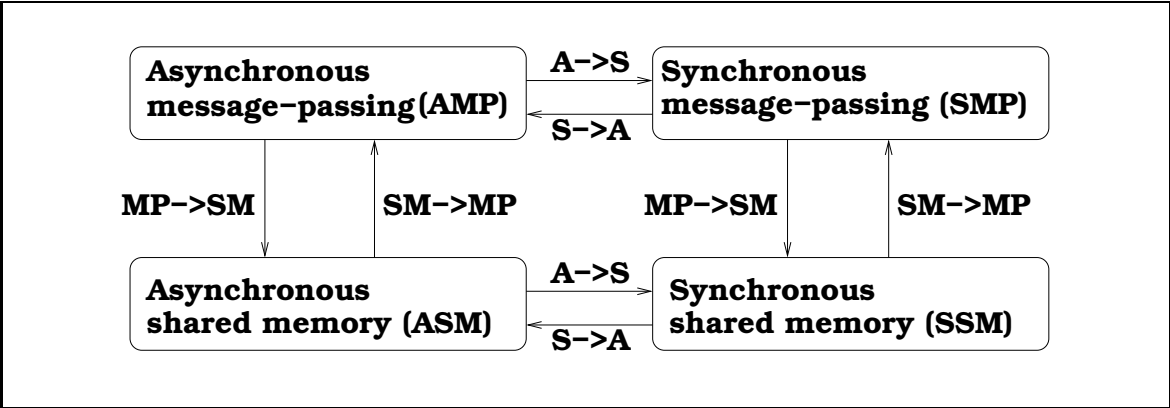 Asynchronous
message−passing(AMP)
A−>S
S−>A
Synchronous
message−passing (SMP)
MP−>SM
SM−>MP
MP−>SM
SM−>MP
Asynchronous
shared memory (ASM)
A−>S
S−>A
Synchronous
shared memory (SSM)